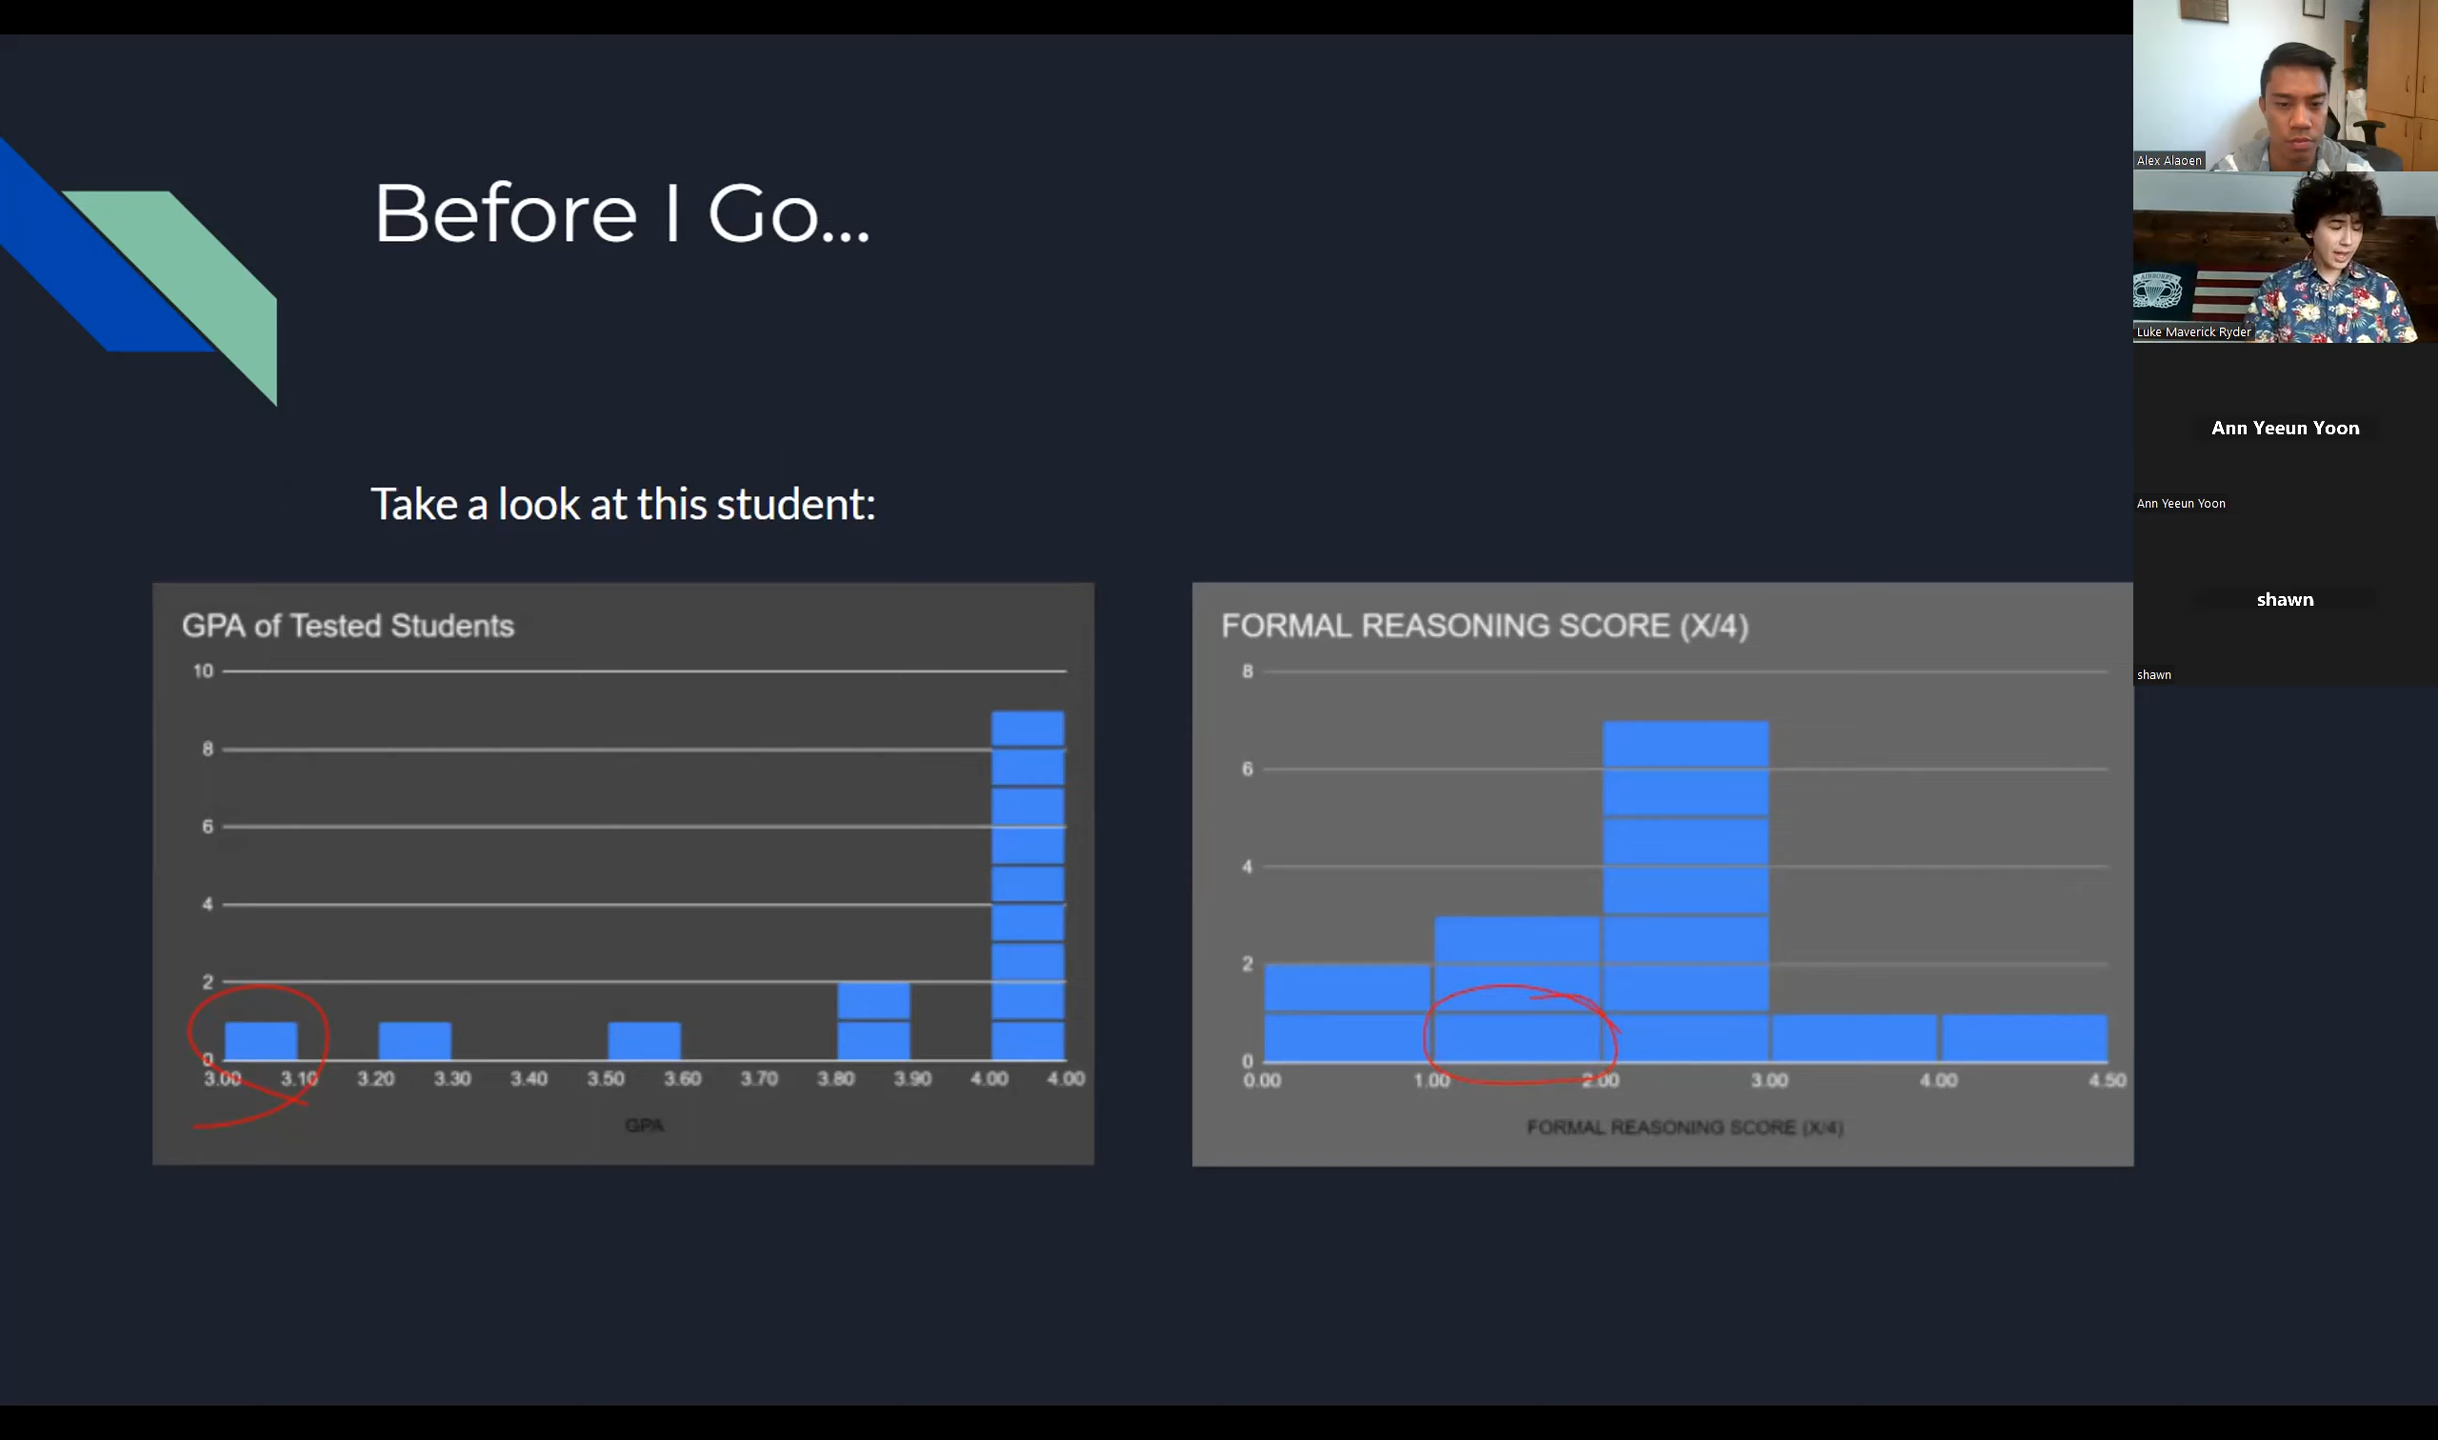 Before I Go...
Take a look at this student:
GPA of Tested Students
10
8
6
4
2
0
3.00 3.10 3.20 3.30 3.40 3.50 3.60 3.70 3.80 3.90 4.00 4.00
GPA
FORMAL REASONING SCORE (X/4)
8
6
4
2
0
0.00 1.00 2.00 3.00 4.00 4.50
FORMAL REASONING SCORE (X/4)
Alex Alaoen
AIRBORNE
Luke Maverick Ryder
Ann Yeeun Yoon
Ann Yeeun Yoon
shawn
shawn